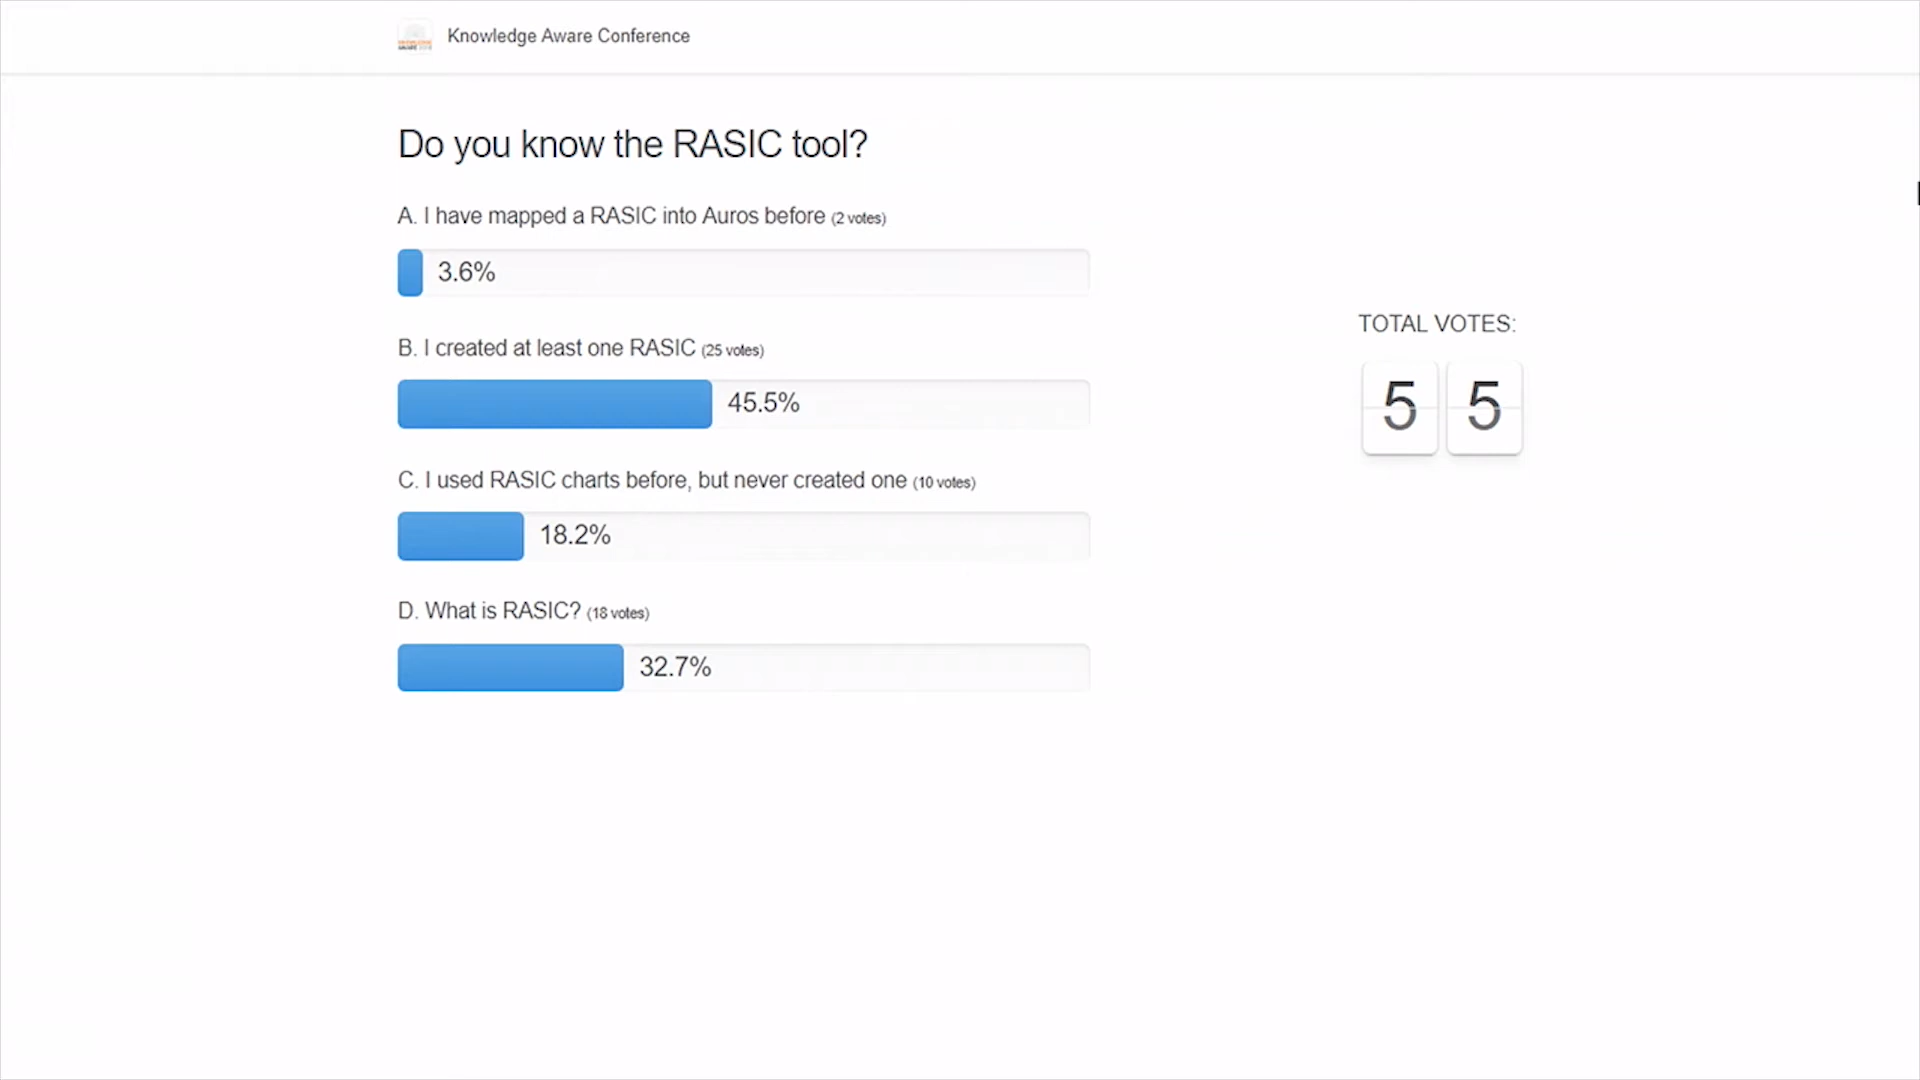 Knowledge Aware Conference
Do you know the RASIC tool?
A. I have mapped a RASIC into Auros before (2 votes)
3.6%
B. I created at least one RASIC (25 votes)
45.5%
TOTAL VOTES:
5 5
C. I used RASIC charts before, but never created one (10 votes)
18.2%
D. What is RASIC? (18 votes)
32.7%